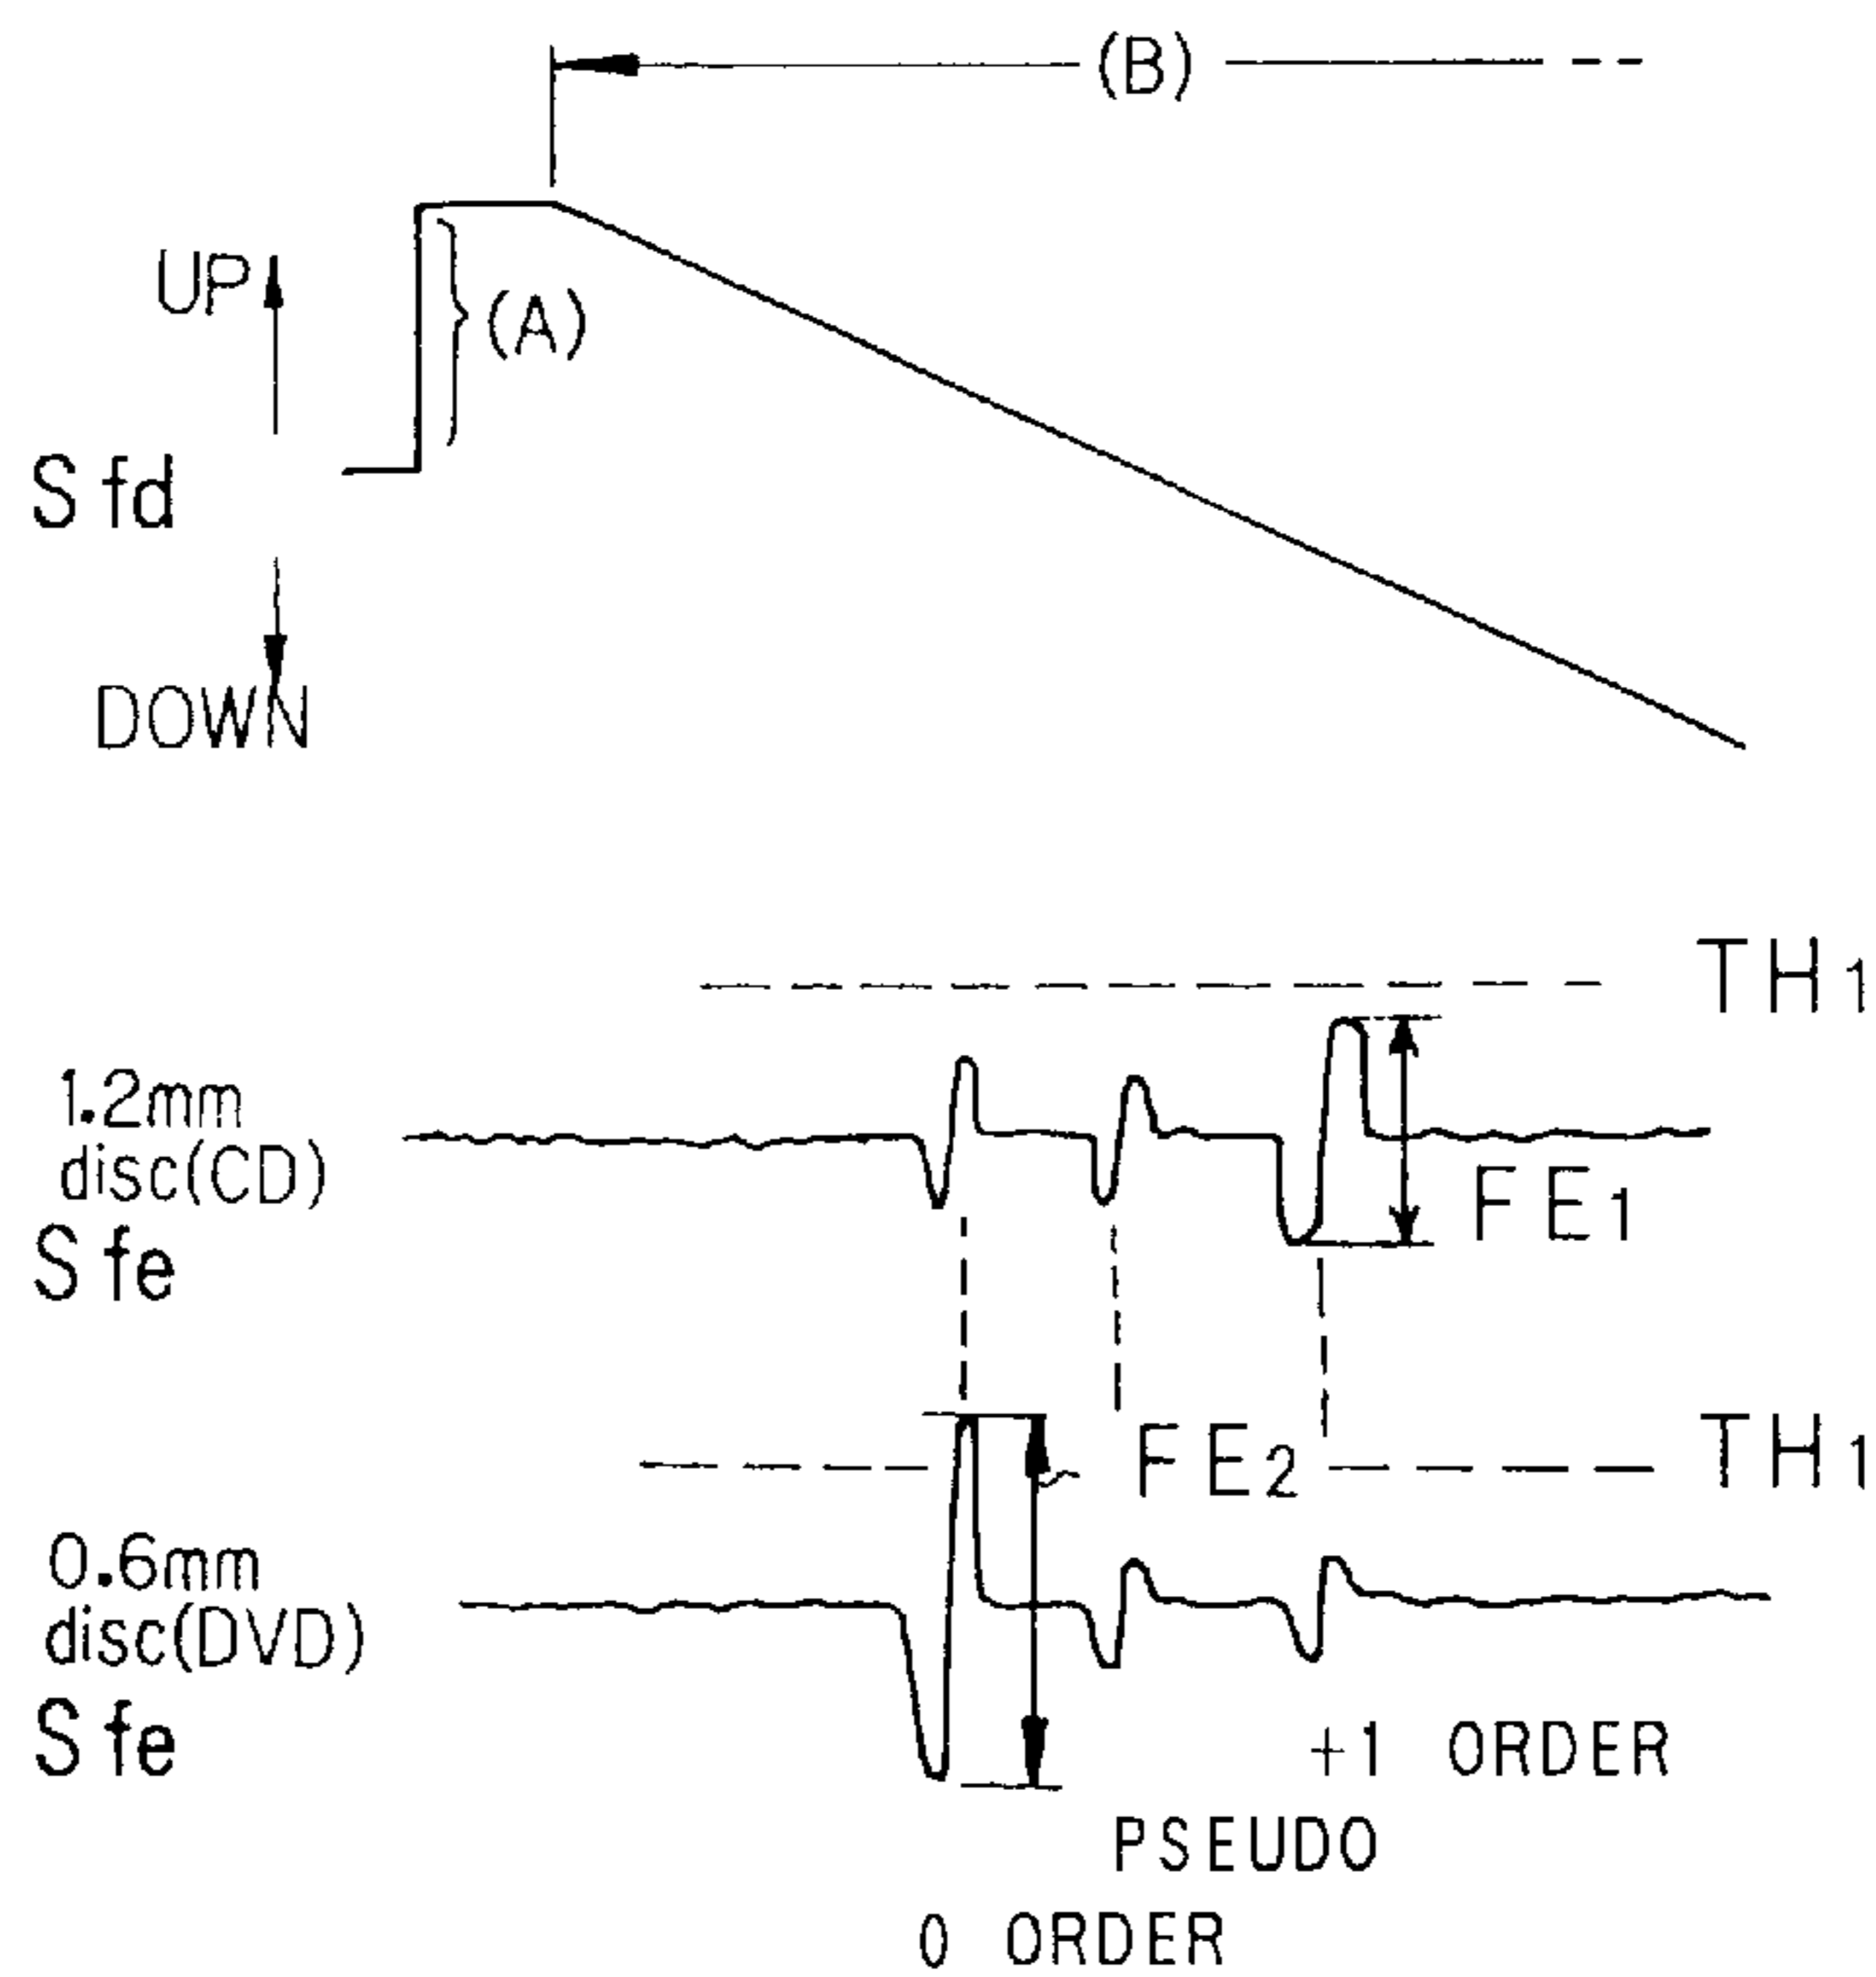 (B)
UP
(A)
S fd
DOWN
TH1
1.2mm
disc(CD)
S fe
FE1
FE2
TH1
0.6mm
disc(DVD)
S fe
+1 ORDER
PSEUDO
0 ORDER